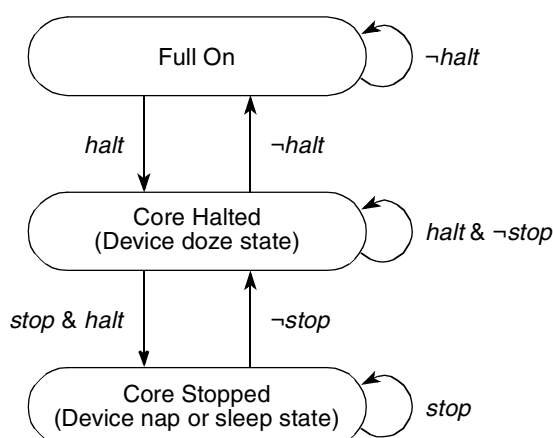 Full On
¬halt
halt
¬halt
Core Halted
(Device doze state)
halt & ¬stop
stop & halt
¬stop
Core Stopped
(Device nap or sleep state)
stop